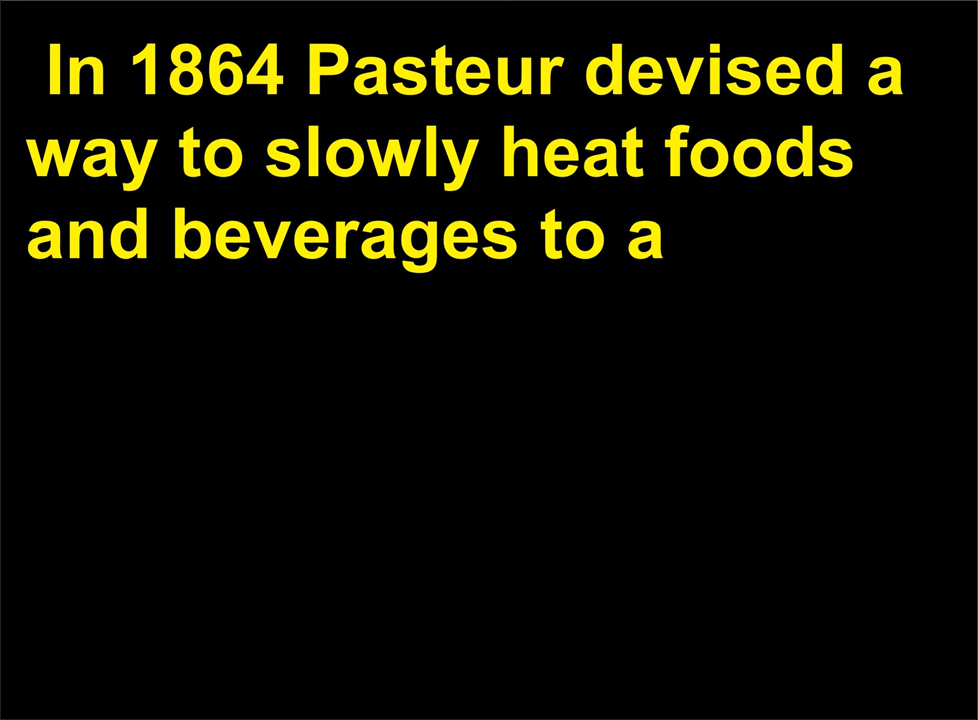 In 1864 Pasteur devised a
way to slowly heat foods
and beverages to a